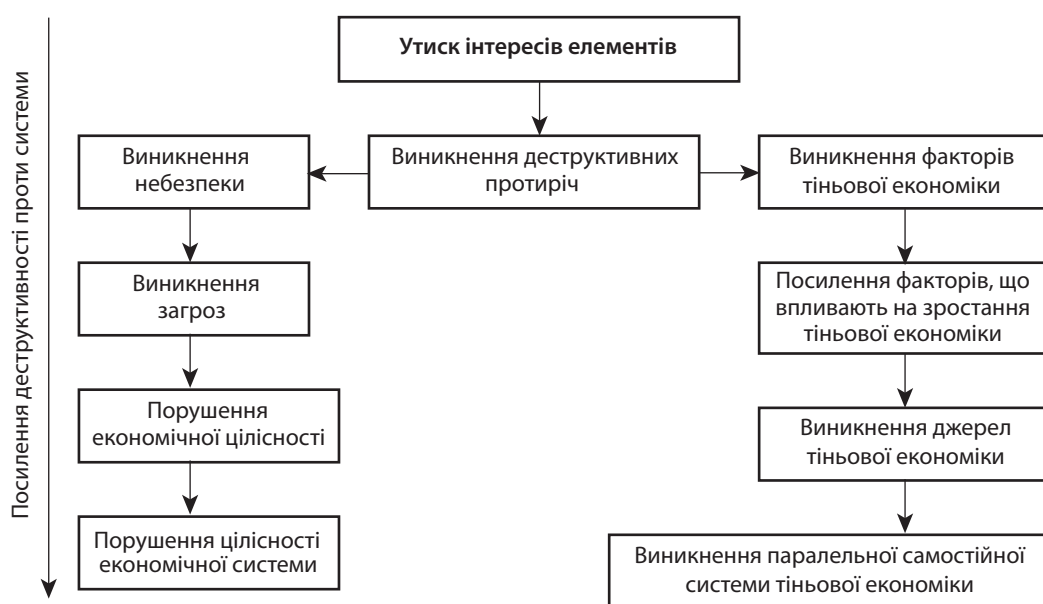 Утиск інтересів елементів
Посилення деструктивності проти системи
Виникнення
небезпеки
Виникнення деструктивних
протиріч
Виникнення факторів
тіньової економіки
Виникнення
загроз
Посилення факторів, що
впливають на зростання
тіньової економіки
Порушення
економічної цілісності
Виникнення джерел
тіньової економіки
Порушення цілісності
економічної системи
Виникнення паралельної самостійної
системи тіньової економіки